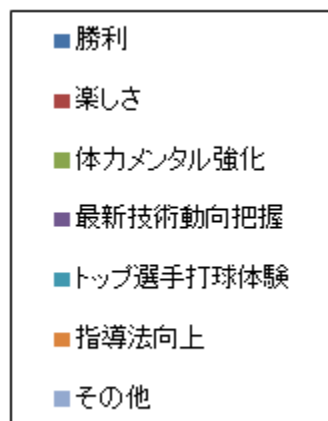 勝利
楽しさ
体力メンタル強化
最新技術動向把握
トップ選手打球体験
指導法向上
その他